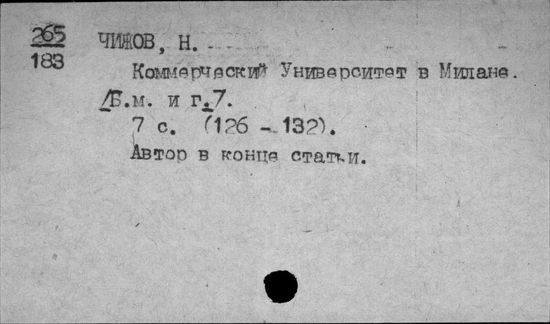 265
183
ЧИЖОВ, Н.
Коммерческий Университет в Милане.
/Б.м. и г./.
7 с. (126 - 132).
Автор в конце статьи.